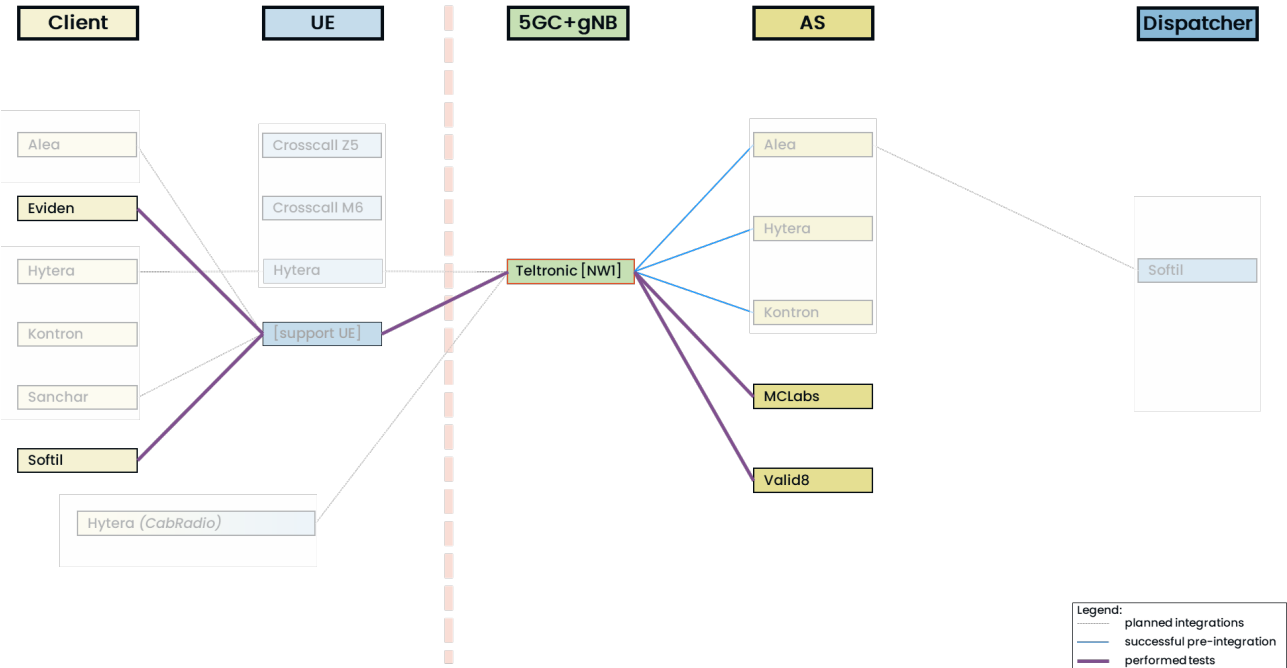 Client
UE
5GC+gNB
AS
Dispatcher
Alea
Eviden
Hytera
Kontron
Sanchar
Softil
Hytera (CabRadio)
Crosscall Z5
Crosscall M6
Hytera
[support UE]
Teltronic [NW1]
Alea
Hytera
Kontron
MCLabs
Valid8
Softil
Legend:
planned integrations
successful pre-integration
performed tests